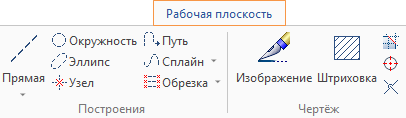 Рабочая плоскость
Окружность
Путь
Эллипс
Сплайн
Прямая
Узел
Обрезка
Изображение
Штриховка
Построения
Чертёж